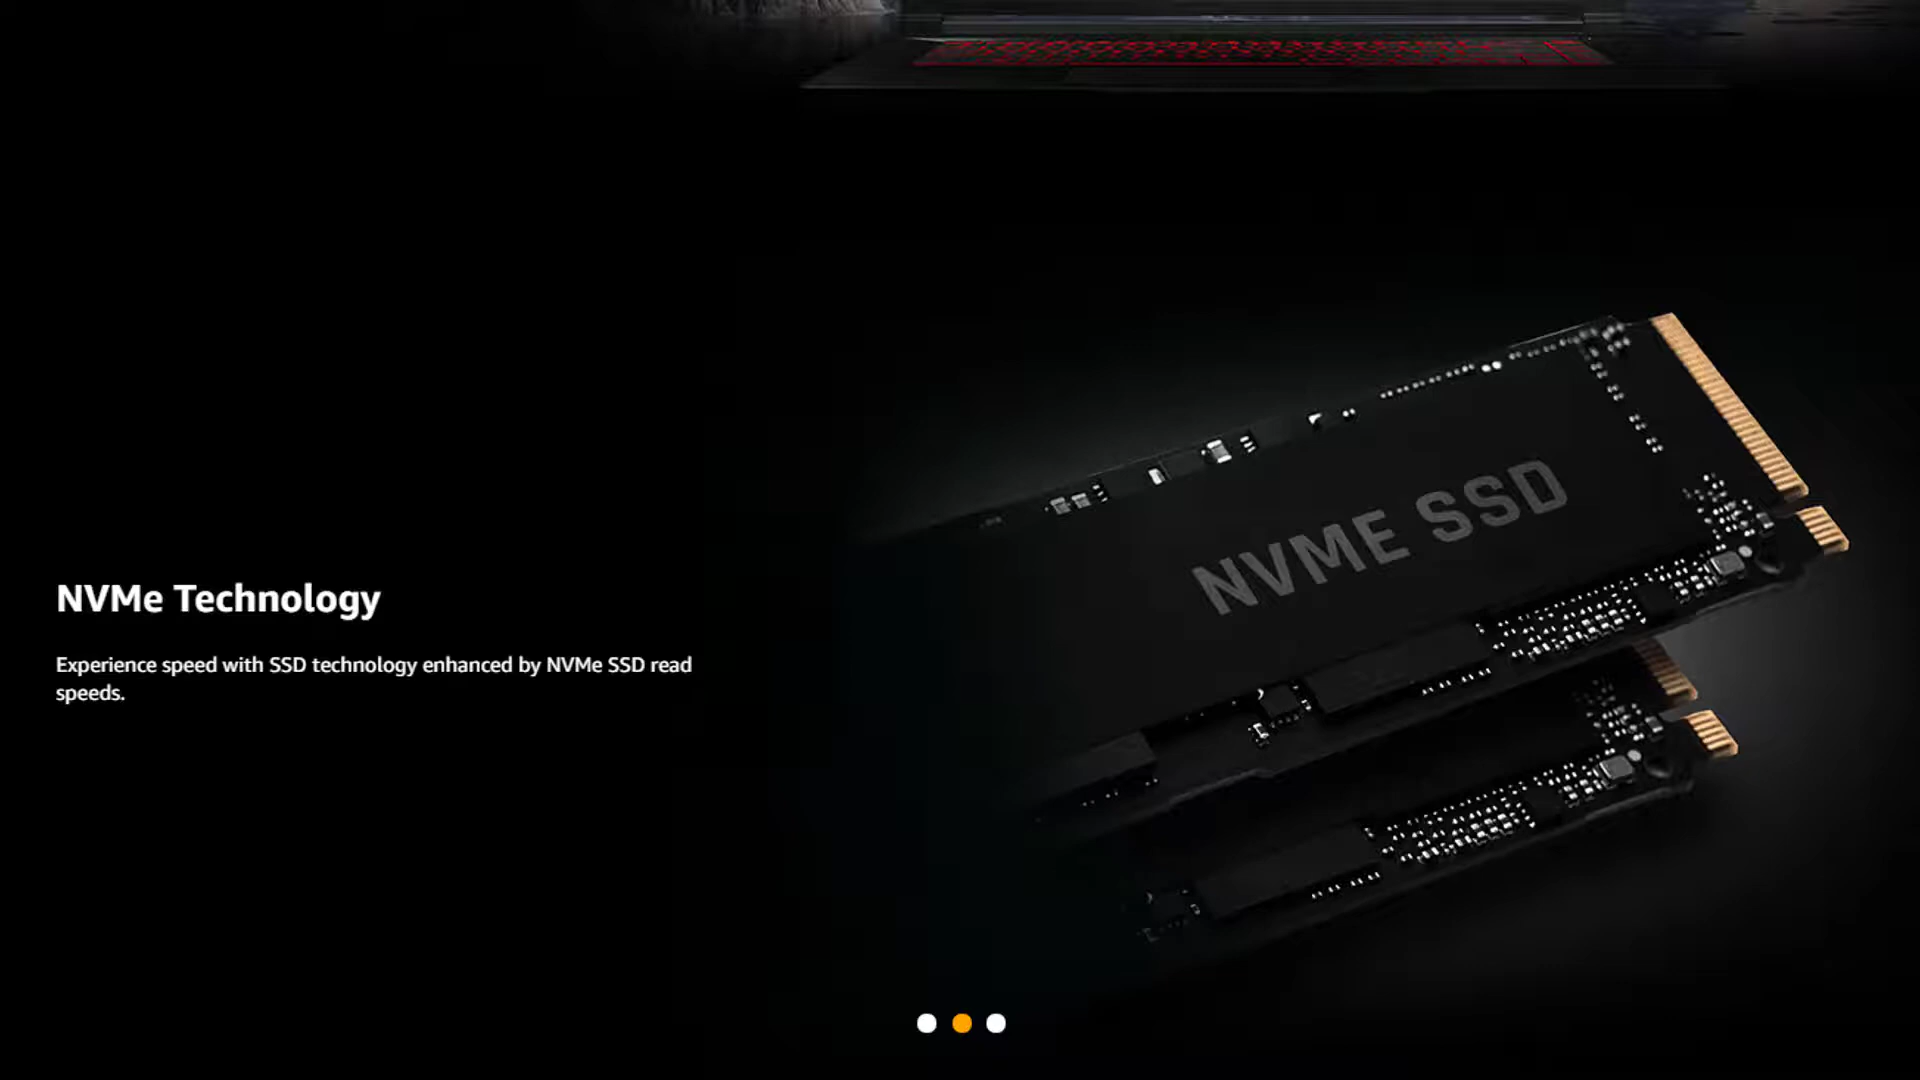 NVME SSD
NVMe Technology
Experience speed with SSD technology enhanced by NVMe SSD read
speeds.